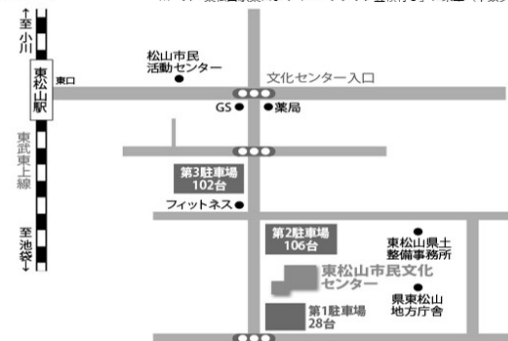 ↑至小川
東松山駅
東口
松山市民
活動センター
文化センター入口
GS
薬局
東武東上線
第3駐車場
102台
フィットネス
至池袋↓
第2駐車場
106台
東松山県土
整備事務所
東松山市民文化
センター
県東松山
地方庁舎
第1駐車場
28台